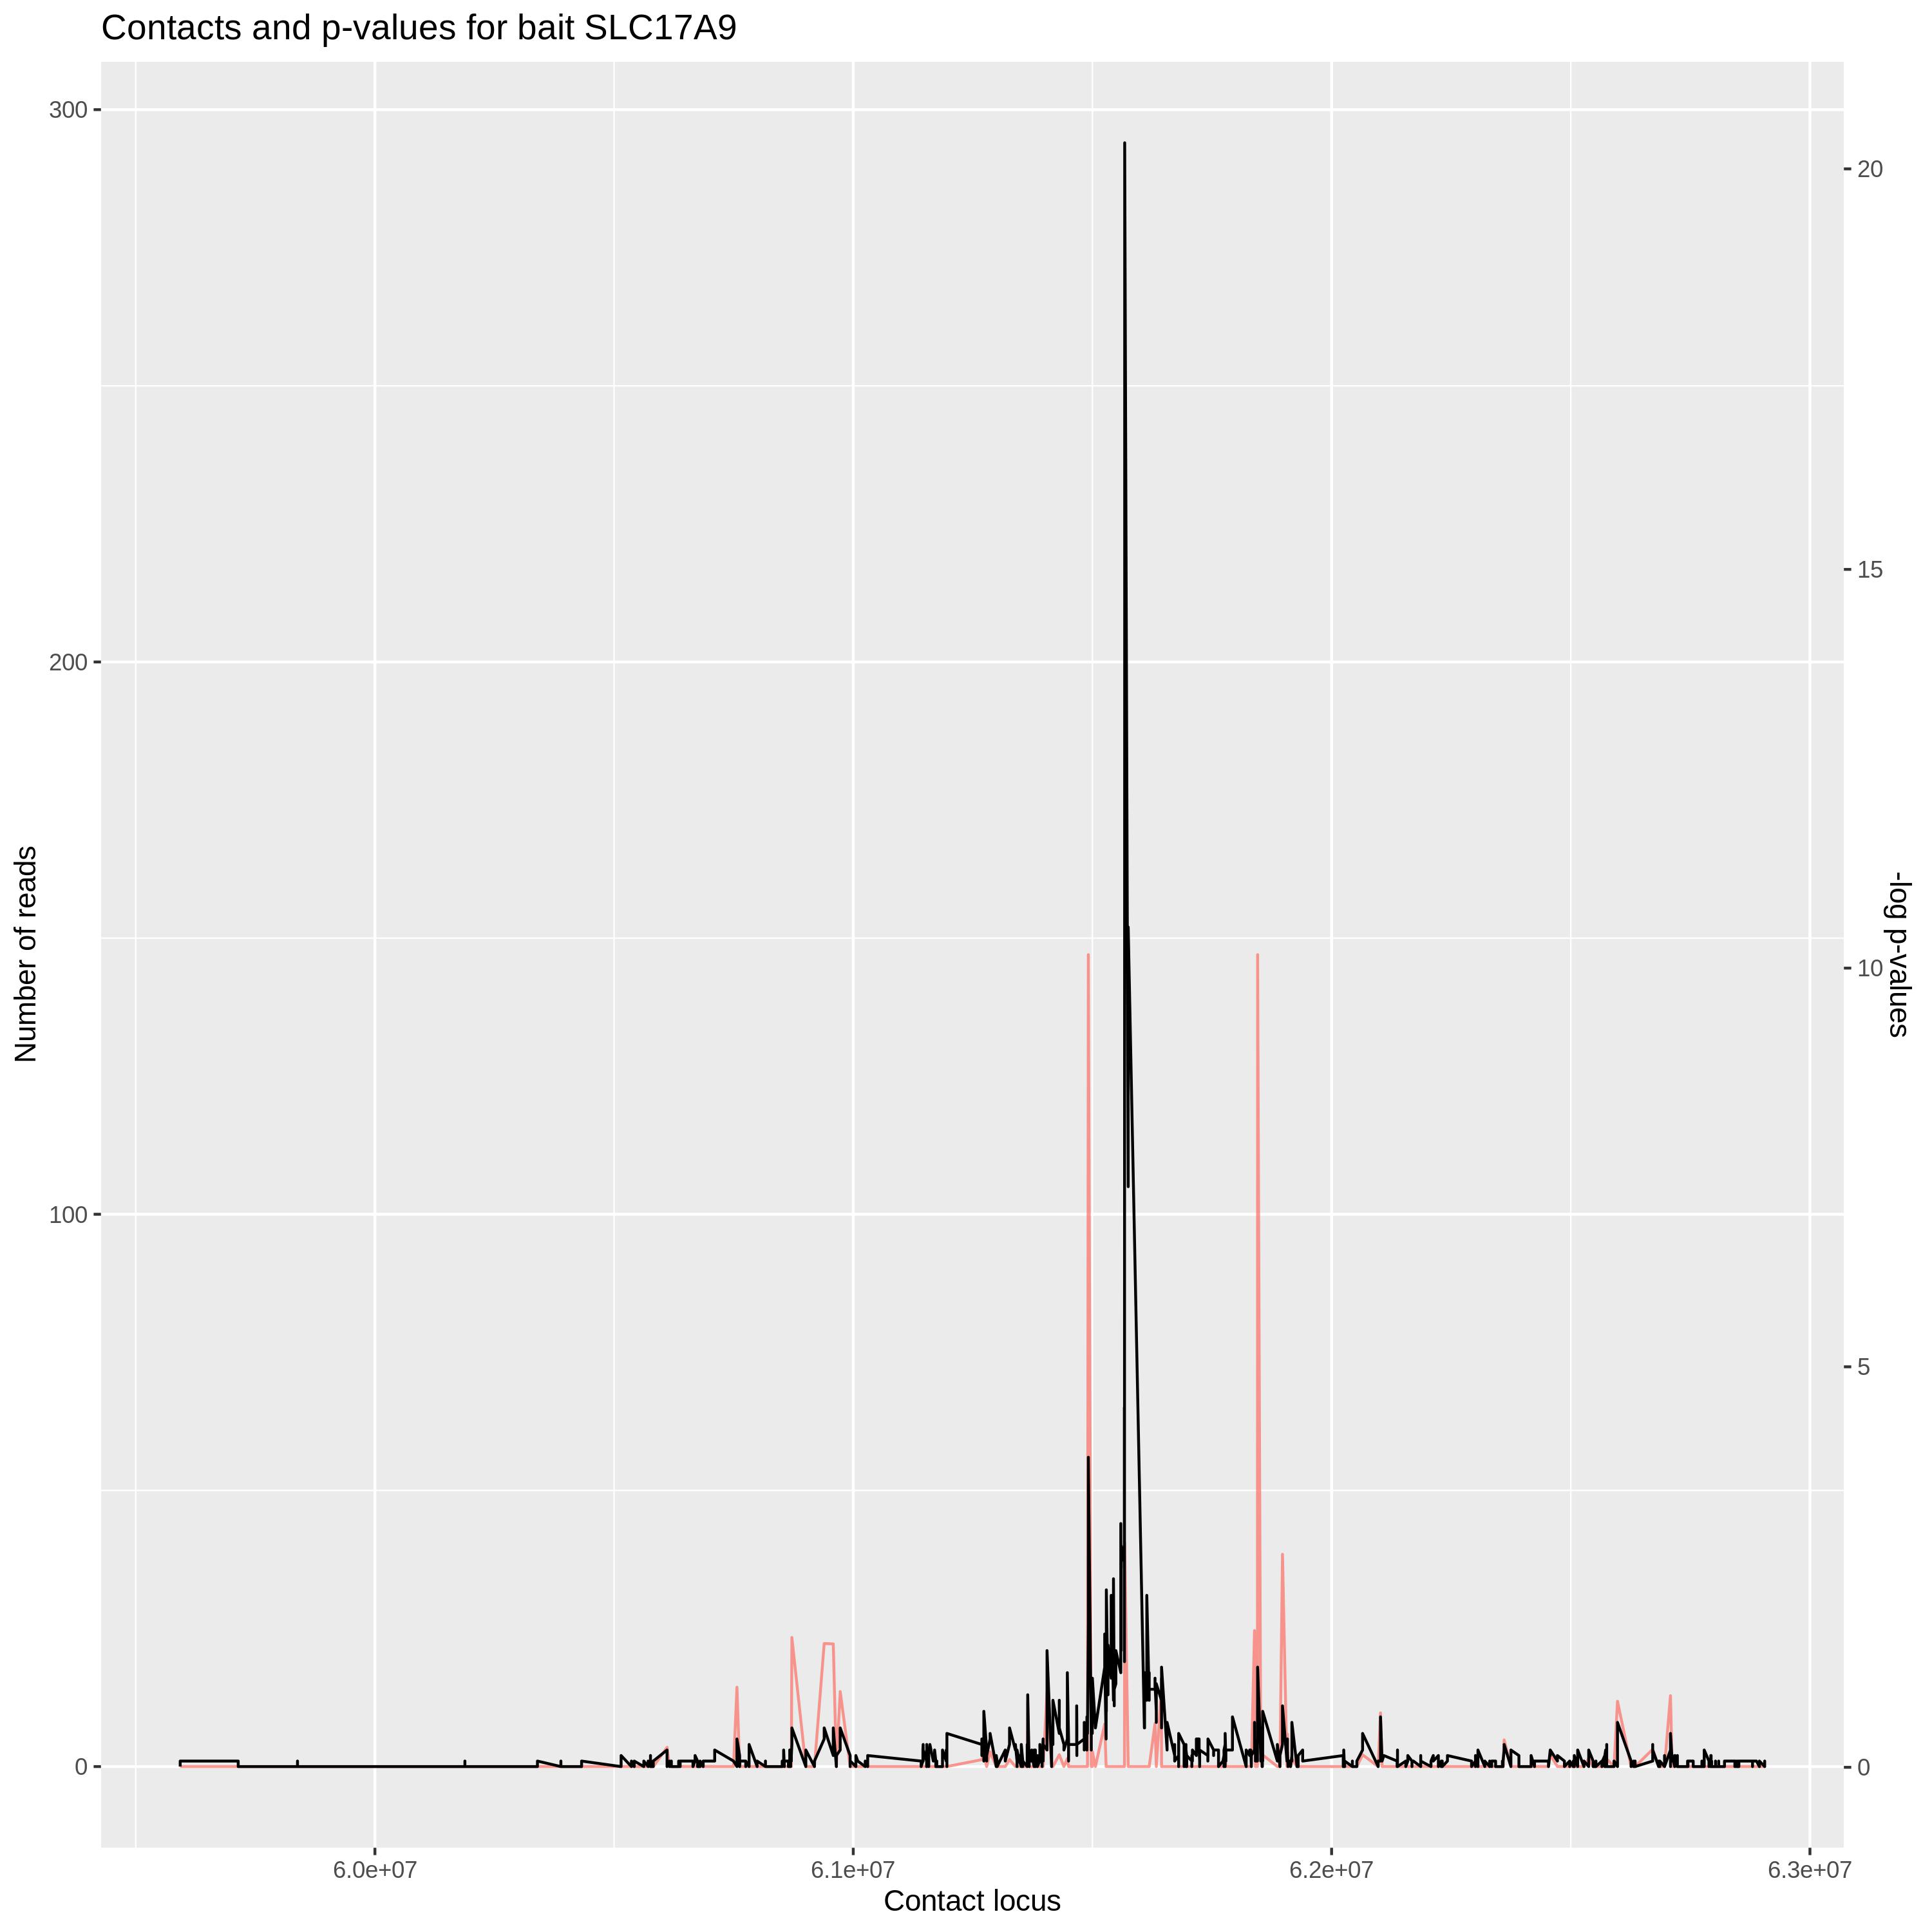 Contacts and p-values for bait SLC17A9
300
200
100
0
Number of reads
20
15
10
5
0
-log p-values
6.0e+07
6.1e+07
6.2e+07
6.3e+07
Contact locus